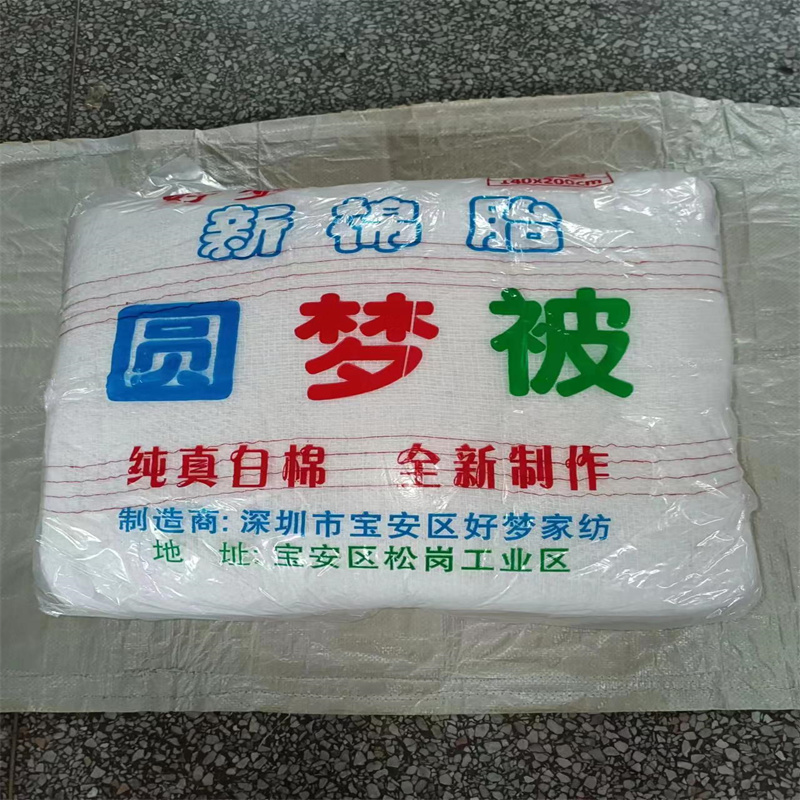 140x200cm
新棉胎
圆梦被
纯真白棉 全新制作
制造商:深圳市宝安区好梦家纺
地 址:宝安区松岗工业区